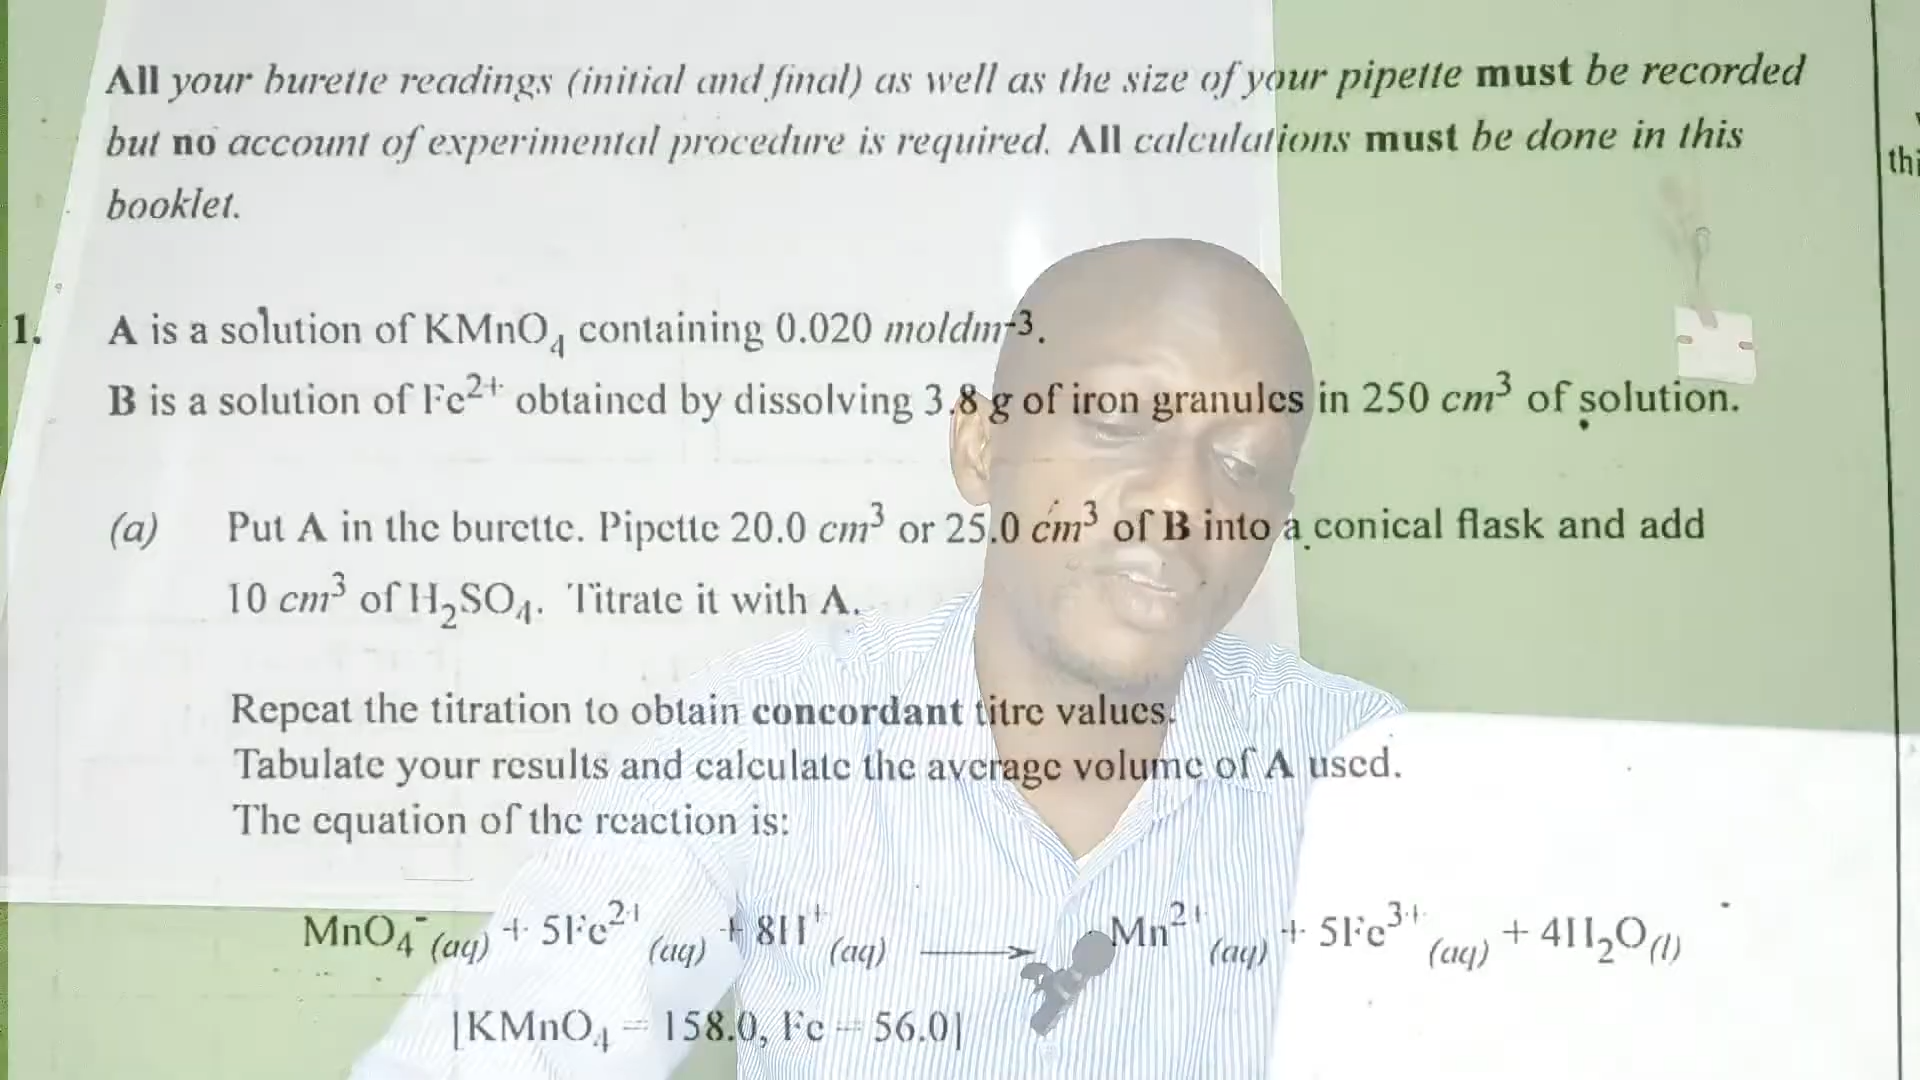 All your burette readings (initial and final) as well as the size of your pipette must be recorded
but no account of experimental procedure is required. All calculations must be done in this
booklet.
1. A is a solution of KMnO₄ containing 0.020 moldm⁻³.
B is a solution of Fe²⁺ obtained by dissolving 3.8 g of iron granules in 250 cm³ of solution.
(a) Put A in the burette. Pipette 20.0 cm³ or 25.0 cm³ of B into a conical flask and add
10 cm³ of H₂SO₄. Titrate it with A.
Repeat the titration to obtain concordant titre values.
Tabulate your results and calculate the average volume of A used.
The equation of the reaction is:
MnO₄⁻(aq) + 5Fe²⁺(aq) + 8H⁺(aq) → Mn²⁺(aq) + 5Fe³⁺(aq) + 4H₂O(l)
[KMnO₄ = 158.0, Fe = 56.0]